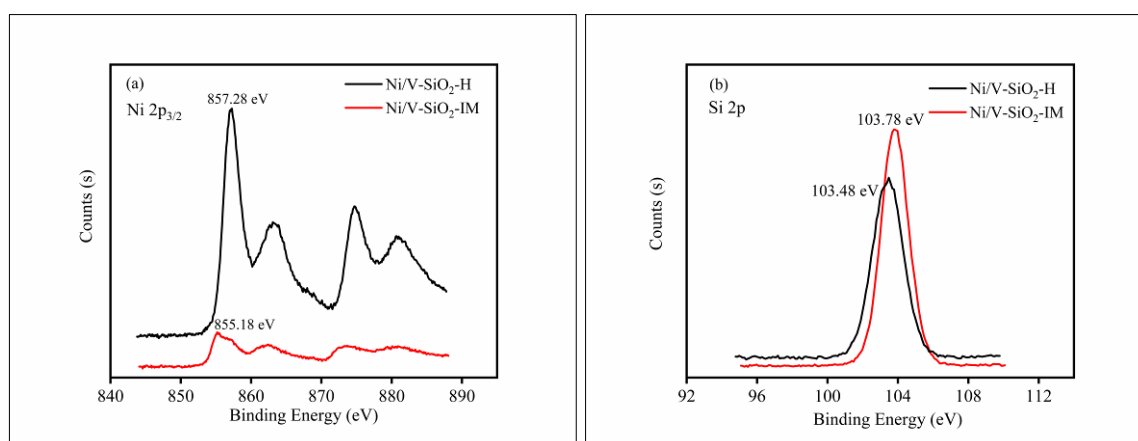 (a)
Ni 2p3/2
Ni/V-SiO2-H
Ni/V-SiO2-IM
857.28 eV
855.18 eV
Counts (s)
840 850 860 870 880 890
Binding Energy (eV)
(b)
Si 2p
Ni/V-SiO2-H
Ni/V-SiO2-IM
103.78 eV
103.48 eV
Counts (s)
92 96 100 104 108 112
Binding Energy (eV)